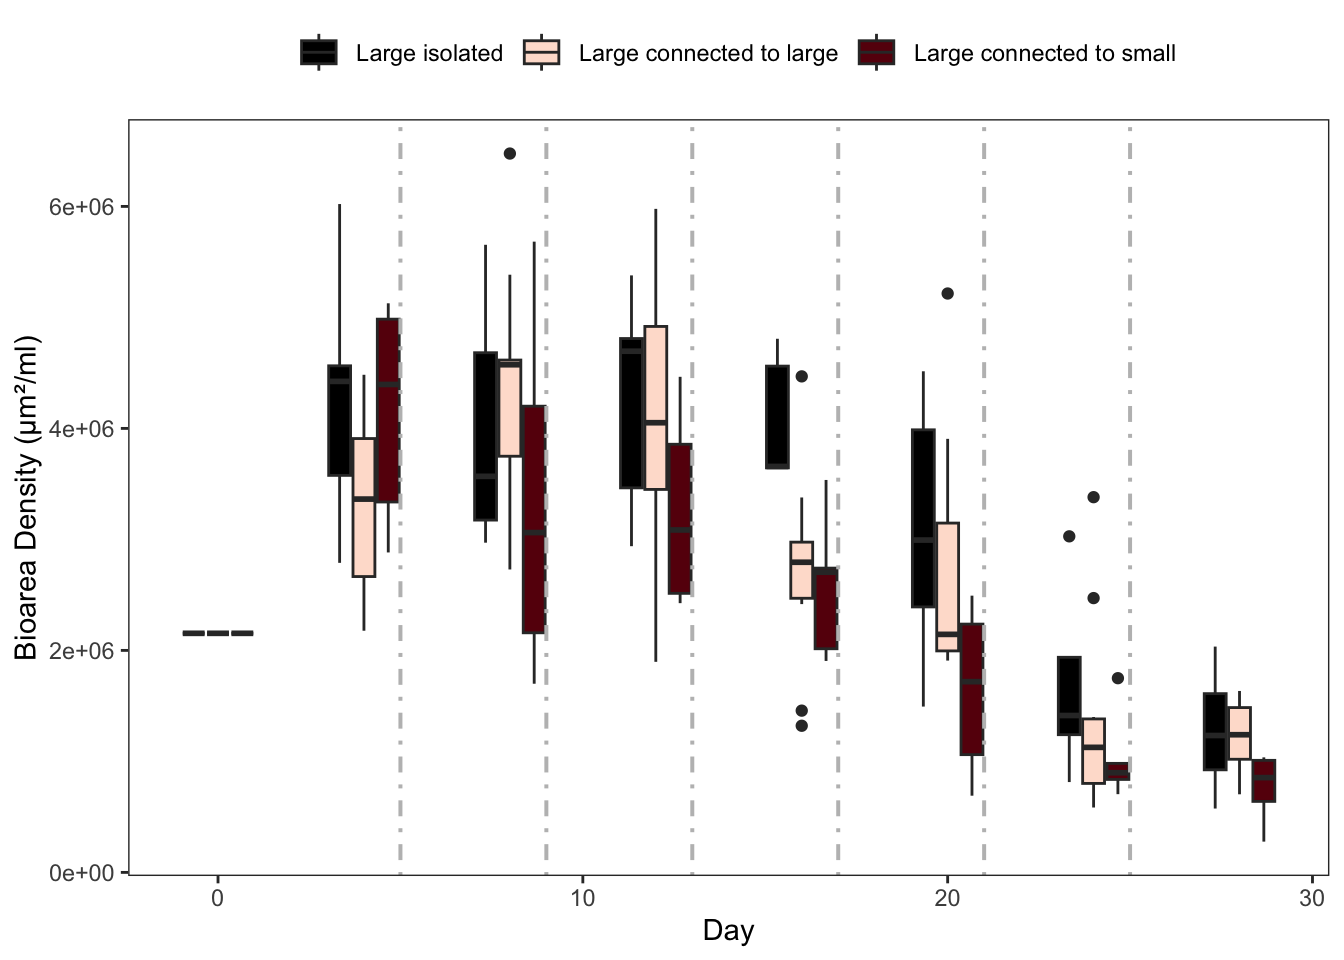 Large isolated Large connected to large Large connected to small
Bioarea Density (μm²/ml)
6e+06
4e+06
2e+06
0e+00
0 10 20 30
Day